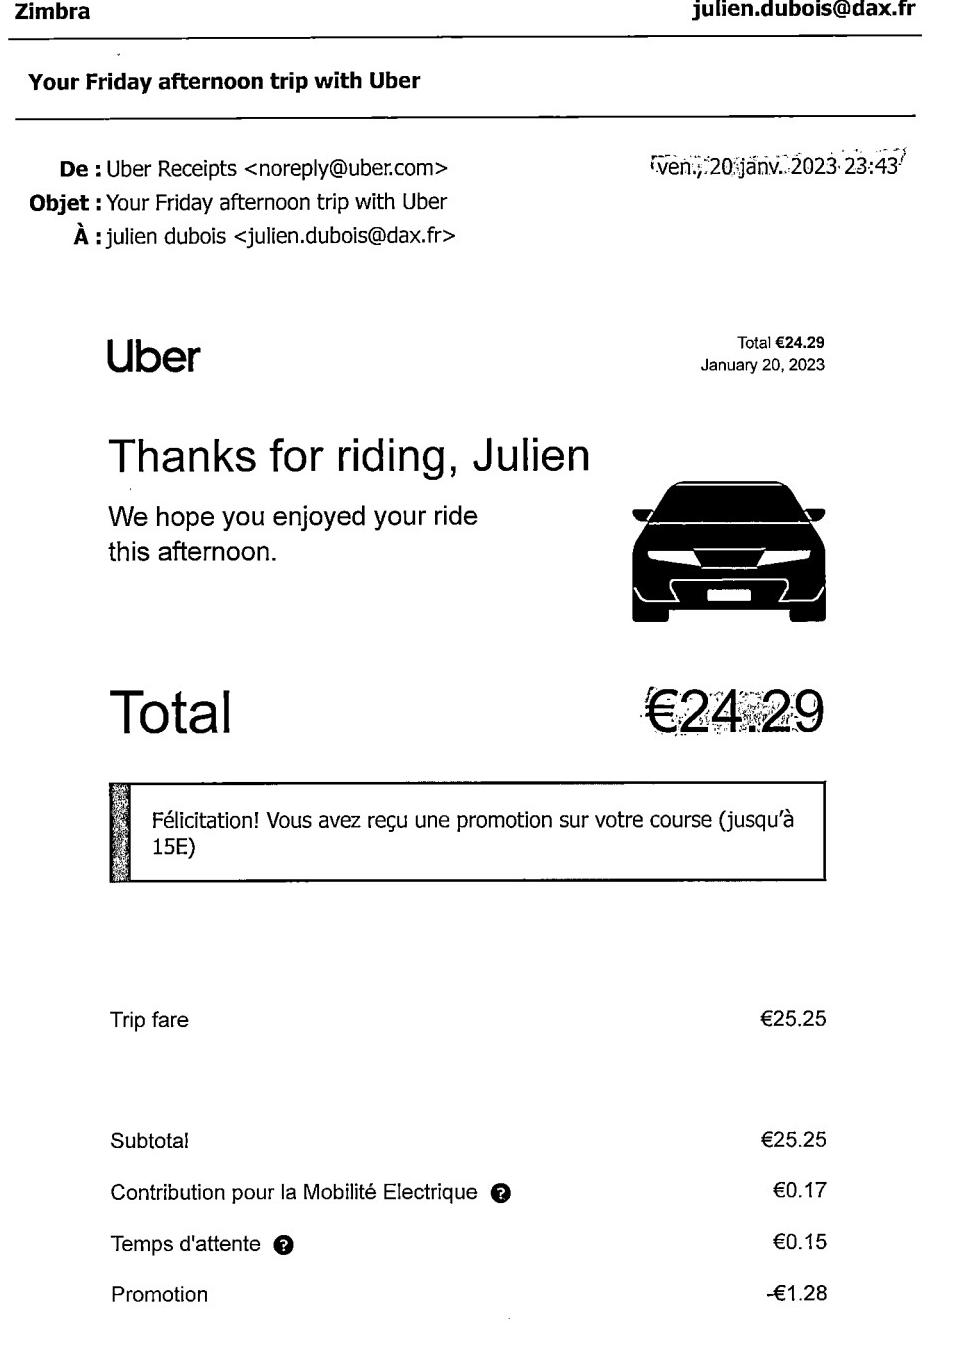 Zimbra
julien.dubois@dax.fr
Your Friday afternoon trip with Uber
De : Uber Receipts <noreply@uber.com>
ven., 20 janv. 2023 23:43
Objet : Your Friday afternoon trip with Uber
À : julien dubois <julien.dubois@dax.fr>
Uber
Total €24.29
January 20, 2023
Thanks for riding, Julien
We hope you enjoyed your ride
this afternoon.
Total €24.29
Félicitation! Vous avez reçu une promotion sur votre course (jusqu'à
15E)
Trip fare €25.25
Subtotal €25.25
Contribution pour la Mobilité Electrique ? €0.17
Temps d'attente ? €0.15
Promotion -€1.28